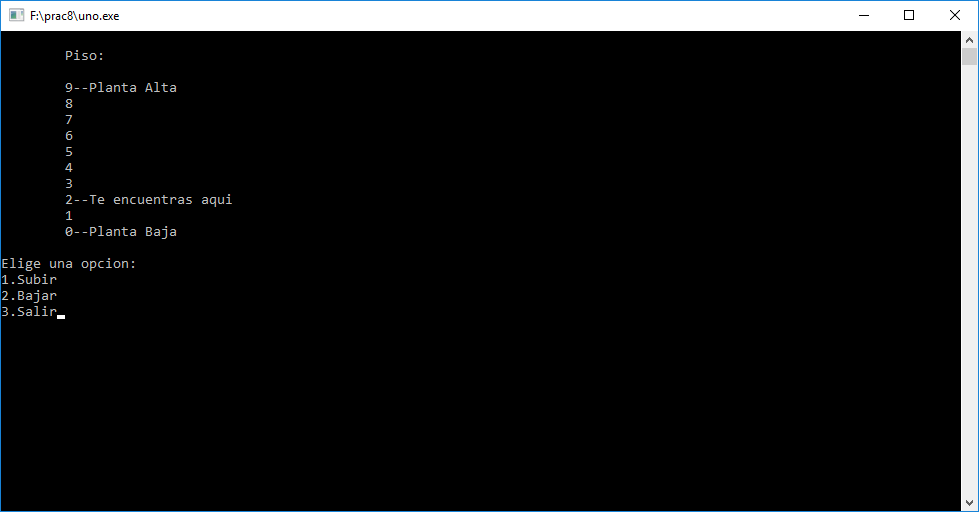 F:\prac8\uno.exe
Piso:
9--Planta Alta
8
7
6
5
4
3
2--Te encuentras aqui
1
0--Planta Baja
Elige una opcion:
1.Subir
2.Bajar
3.Salir